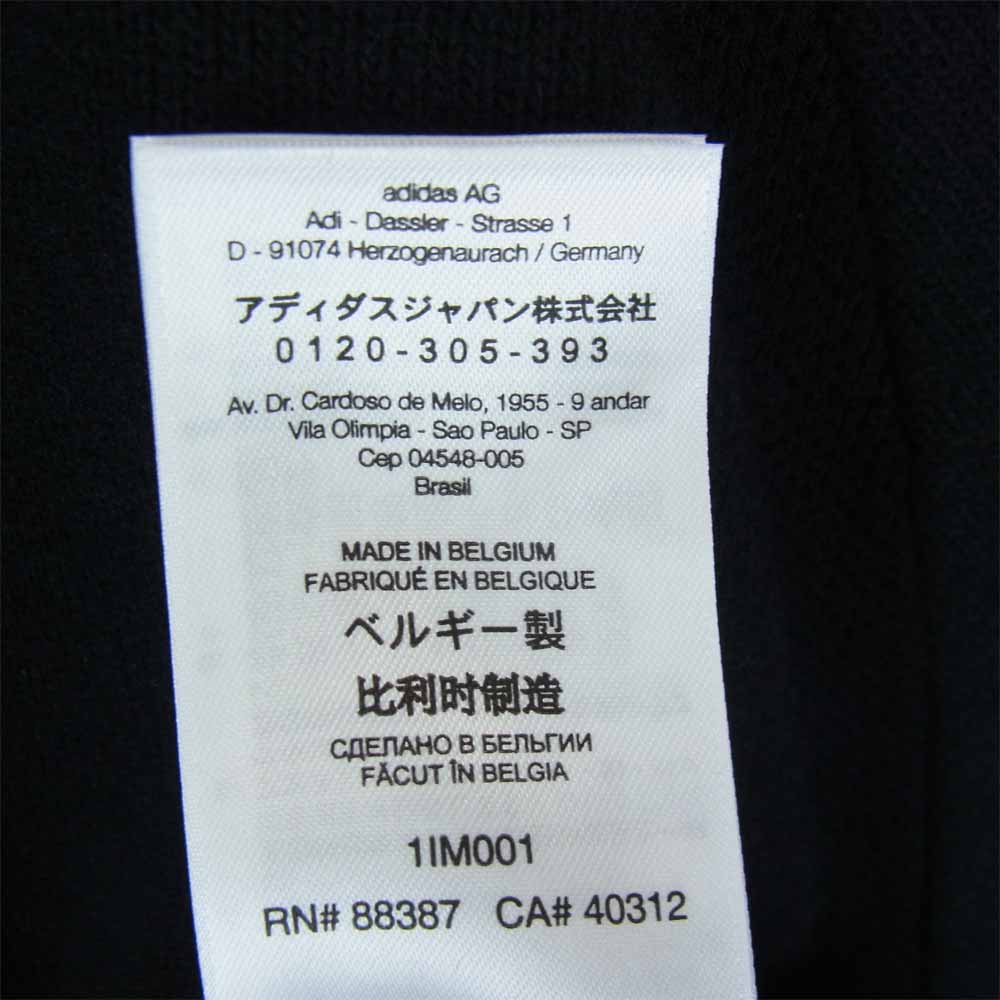 adidas AG
Adi - Dassler - Strasse 1
D - 91074 Herzogenaurach / Germany
アディダスジャパン株式会社
0120-305-393
Av. Dr. Cardoso de Melo, 1955 - 9 andar
Vila Olimpia - Sao Paulo - SP
Cep 04548-005
Brasil
MADE IN BELGIUM
FABRIQUÉ EN BELGIQUE
ベルギー製
比利时制造
СДЕЛАНО В БЕЛЬГИИ
FĂCUT ÎN BELGIA
1IM001
RN# 88387 CA# 40312